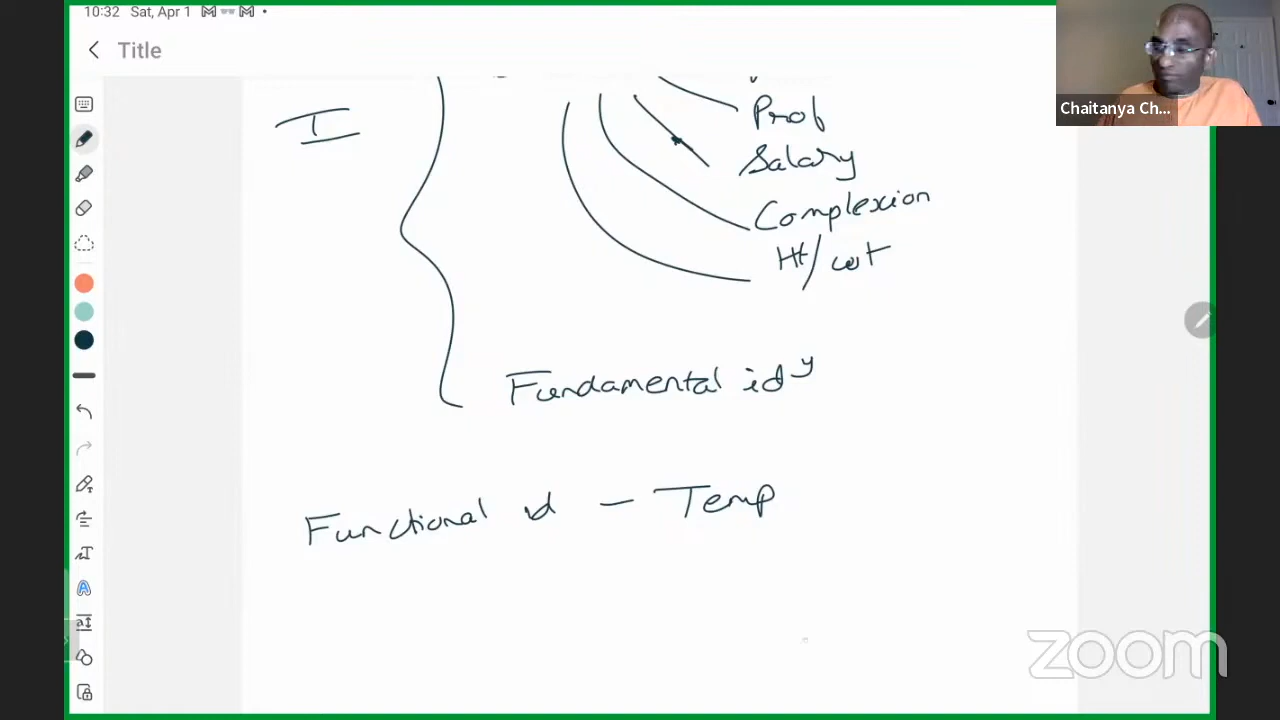 10:32 Sat, Apr 1
Title
Chaitanya Ch...
I
Prof
Salary
Complexion
Ht/wt
Fundamental idy
Functional id - Temp
zoom